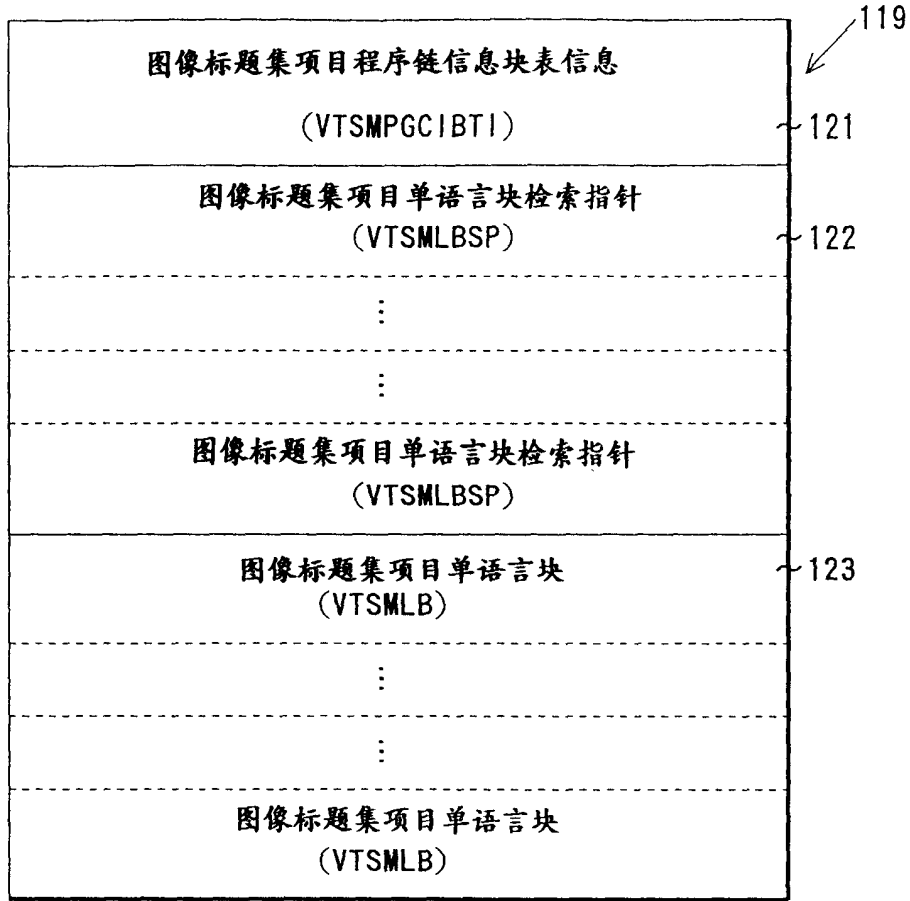 119
图像标题集项目程序链信息块表信息
(VTSMPGCIBTI)
121
图像标题集项目单语言块检索指针
(VTSMLBSP)
122
⋮
⋮
图像标题集项目单语言块检索指针
(VTSMLBSP)
图像标题集项目单语言块
123
(VTSMLB)
⋮
⋮
图像标题集项目单语言块
(VTSMLB)